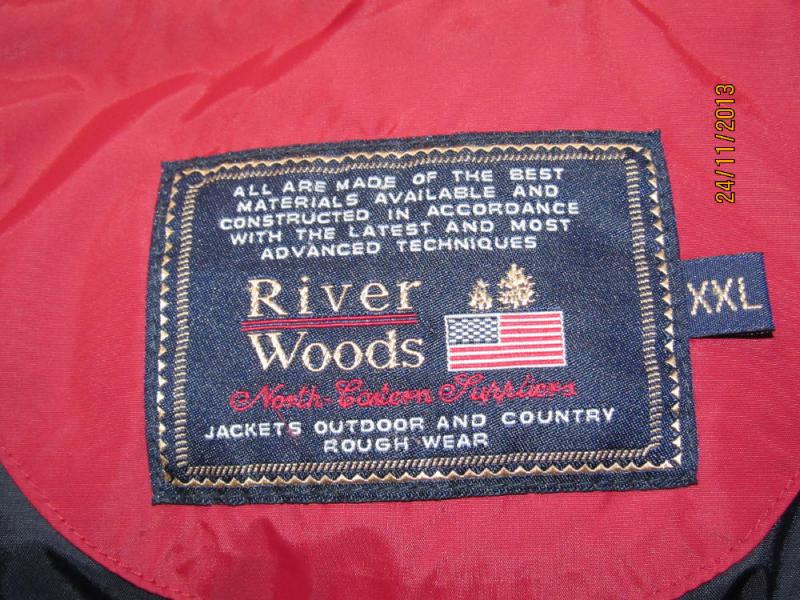 ALL ARE MADE OF THE BEST
MATERIALS AVAILABLE AND
CONSTRUCTED IN ACCORDANCE
WITH THE LATEST AND MOST
ADVANCED TECHNIQUES
River
Woods
North-Eastern Suppliers
JACKETS OUTDOOR AND COUNTRY
ROUGH WEAR
XXL
24/11/2013